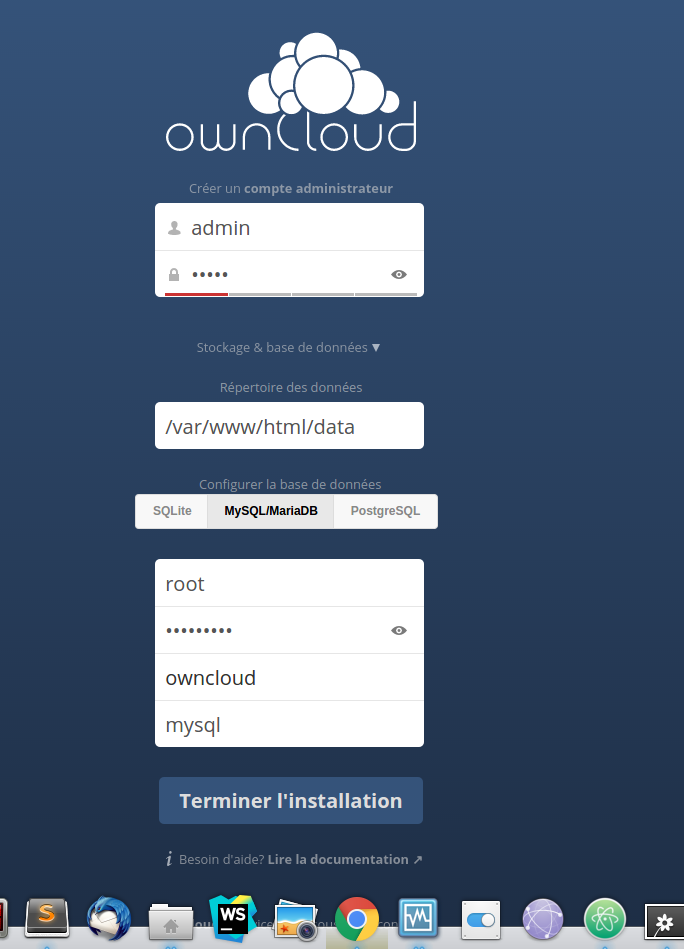 ownCloud
Créer un compte administrateur
admin
•••••
Stockage & base de données ▼
Répertoire des données
/var/www/html/data
Configurer la base de données
SQLite MySQL/MariaDB PostgreSQL
root
•••••••••
owncloud
mysql
Terminer l'installation
i Besoin d'aide? Lire la documentation ↗
S WS